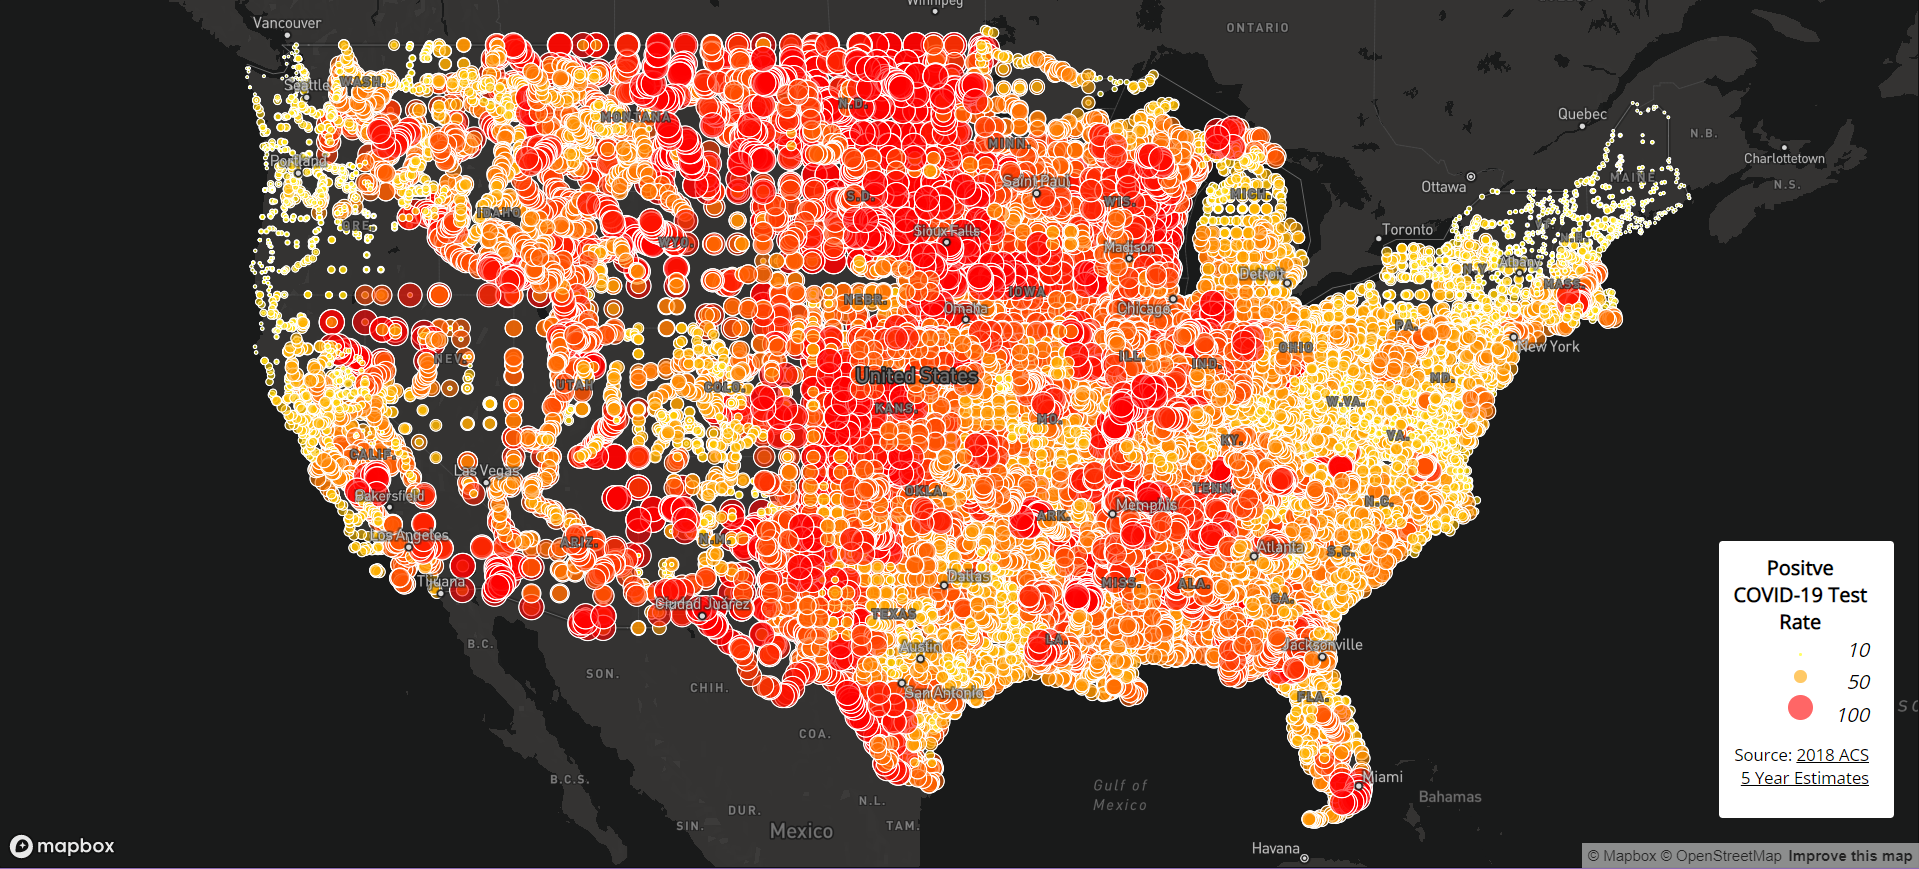 Winnipeg
Vancouver
ONTARIO
Seattle
WASH.
MONTANA
N.D.
Quebec
N.B.
MINN.
Charlottetown
Portland
Ottawa
MAINE
N.S.
Saint Paul
S.D.
WIS.
MICH.
IDAHO
ORE.
Sioux Falls
Toronto
WYO.
Madison
N.H.
Albany
N.Y.
Detroit
MASS.
IOWA
NEBR.
Omaha
Chicago
PA.
New York
NEV.
ILL.
IND.
OHIO
United States
MD.
UTAH
COLO.
KANS.
MO.
W.VA.
VA.
KY.
CALIF.
Las Vegas
Bakersfield
OKLA.
TENN.
N.C.
Memphis
ARK.
Los Angeles
ARIZ.
N.M.
Atlanta
S.C.
Tijuana
Dallas
MISS.
ALA.
GA.
Ciudad Juárez
TEXAS
B.C.
Austin
LA.
Jacksonville
SON.
CHIH.
San Antonio
FLA.
COA.
B.C.S.
Miami
Gulf of
Mexico
Bahamas
N.L.
DUR.
SIN.
Mexico
TAM.
Havana
Positve
COVID-19 Test
Rate
10
50
100
Source: 2018 ACS
5 Year Estimates
mapbox
© Mapbox © OpenStreetMap Improve this map